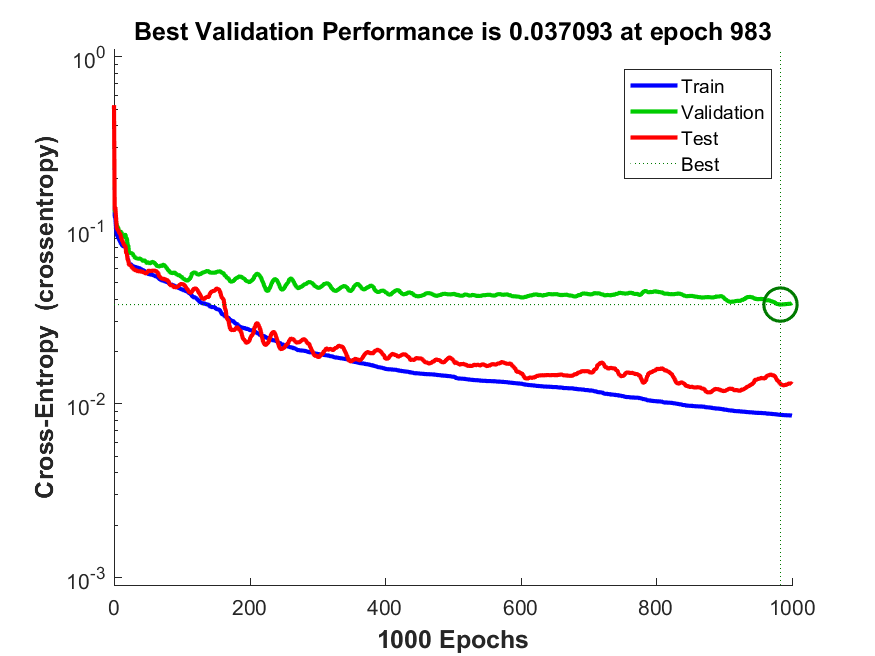 Best Validation Performance is 0.037093 at epoch 983
Train
Validation
Test
Best
Cross-Entropy (crossentropy)
10^0
10^-1
10^-2
10^-3
0 200 400 600 800 1000
1000 Epochs